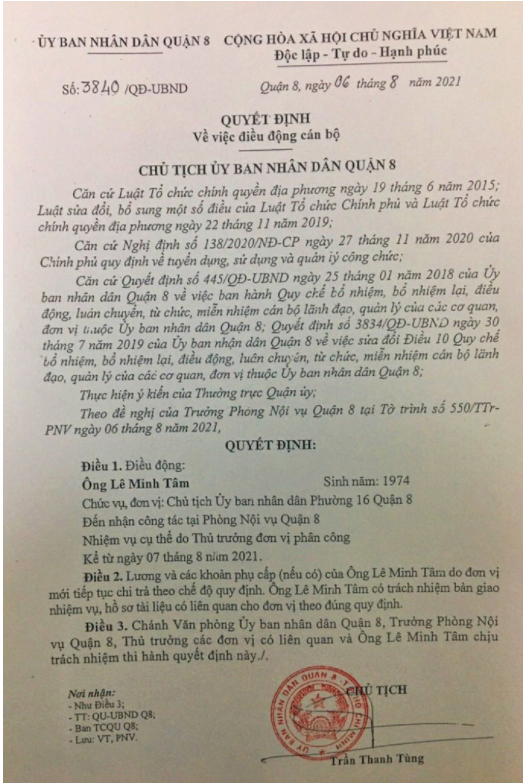 ỦY BAN NHÂN DÂN QUẬN 8 CỘNG HÒA XÃ HỘI CHỦ NGHĨA VIỆT NAM
Độc lập - Tự do - Hạnh phúc
Số: 3840 /QĐ-UBND Quận 8, ngày 06 tháng 8 năm 2021
QUYẾT ĐỊNH
Về việc điều động cán bộ
CHỦ TỊCH ỦY BAN NHÂN DÂN QUẬN 8
Căn cứ Luật Tổ chức chính quyền địa phương ngày 19 tháng 6 năm 2015;
Luật sửa đổi, bổ sung một số điều của Luật Tổ chức Chính phủ và Luật Tổ chức
chính quyền địa phương ngày 22 tháng 11 năm 2019;
Căn cứ Nghị định số 138/2020/NĐ-CP ngày 27 tháng 11 năm 2020 của
Chính phủ quy định về tuyển dụng, sử dụng và quản lý công chức;
Căn cứ Quyết định số 445/QĐ-UBND ngày 25 tháng 01 năm 2018 của Ủy
ban nhân dân Quận 8 về việc ban hành Quy chế bổ nhiệm, bổ nhiệm lại, điều
động, luân chuyển, từ chức, miễn nhiệm cán bộ lãnh đạo, quản lý của các cơ quan,
đơn vị thuộc Ủy ban nhân dân Quận 8; Quyết định số 3834/QĐ-UBND ngày 30
tháng 7 năm 2019 của Ủy ban nhận dân Quận 8 về việc sửa đổi Điều 10 Quy chế
bổ nhiệm, bổ nhiệm lại, điều động, luân chuyển, từ chức, miễn nhiệm cán bộ lãnh
đạo, quản lý của các cơ quan, đơn vị thuộc Ủy ban nhân dân Quận 8;
Thực hiện ý kiến của Thường trực Quận ủy;
Theo đề nghị của Trưởng Phòng Nội vụ Quận 8 tại Tờ trình số 550/TTr-
PNV ngày 06 tháng 8 năm 2021,
QUYẾT ĐỊNH:
Điều 1. Điều động:
Ông Lê Minh Tâm Sinh năm: 1974
Chức vụ, đơn vị: Chủ tịch Ủy ban nhân dân Phường 16 Quận 8
Đến nhận công tác tại Phòng Nội vụ Quận 8
Nhiệm vụ cụ thể do Thủ trưởng đơn vị phân công
Kể từ ngày 07 tháng 8 năm 2021.
Điều 2. Lương và các khoản phụ cấp (nếu có) của Ông Lê Minh Tâm do đơn vị
mới tiếp tục chi trả theo chế độ quy định. Ông Lê Minh Tâm có trách nhiệm bàn giao
nhiệm vụ, hồ sơ tài liệu có liên quan cho đơn vị theo đúng quy định.
Điều 3. Chánh Văn phòng Ủy ban nhân dân Quận 8, Trưởng Phòng Nội
vụ Quận 8, Thủ trưởng các đơn vị có liên quan và Ông Lê Minh Tâm chịu
trách nhiệm thi hành quyết định này./.
Nơi nhận:
- Như Điều 3;
- TT: QU-UBND Q8;
- Ban TCQU Q8;
- Lưu: VT, PNV.
CHỦ TỊCH
ỦY BAN NHÂN DÂN QUẬN 8 - T.P HỒ CHÍ MINH
Trần Thanh Tùng